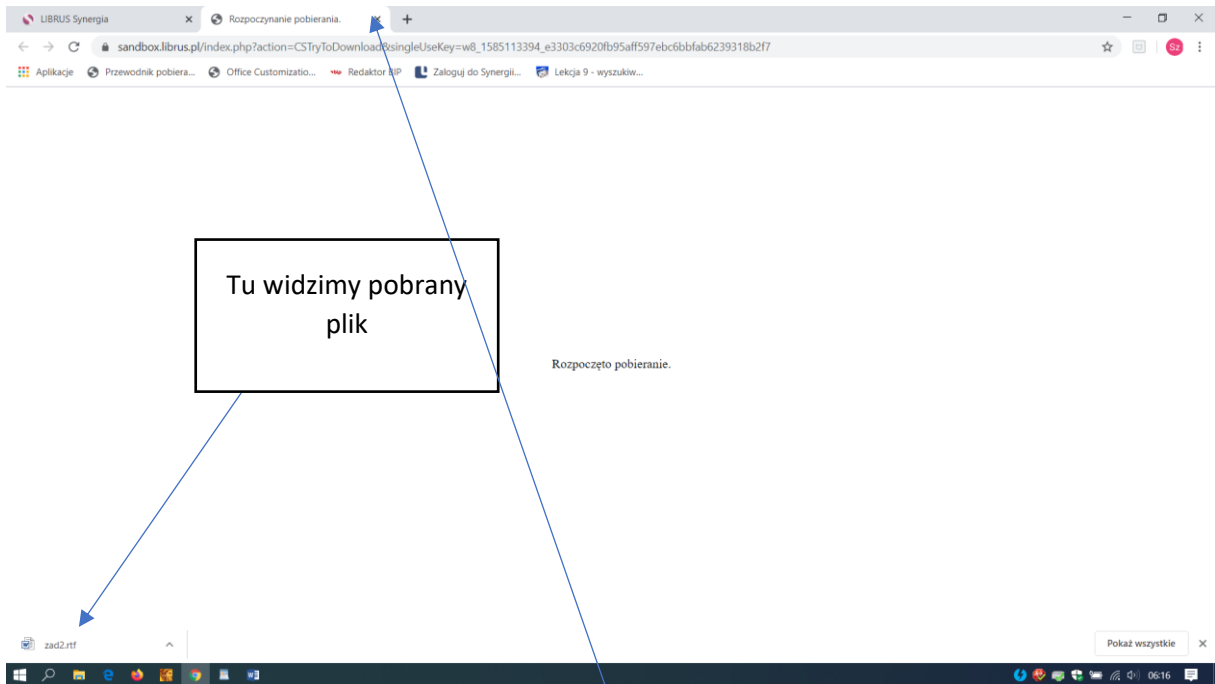 LIBRUS Synergia
Rozpoczynanie pobierania.
sandbox.librus.pl/index.php?action=CSTryToDownload&singleUseKey=w8_1585113394_e3303c6920fb95aff597ebc6bbfab6239318b2f7
Sz
Aplikacje Przewodnik pobiera... Office Customizatio... Redaktor BIP Zaloguj do Synergii... Lekcja 9 - wyszukiw...
Tu widzimy pobrany
plik
Rozpoczęto pobieranie.
zad2.rtf
Pokaż wszystkie
06:16